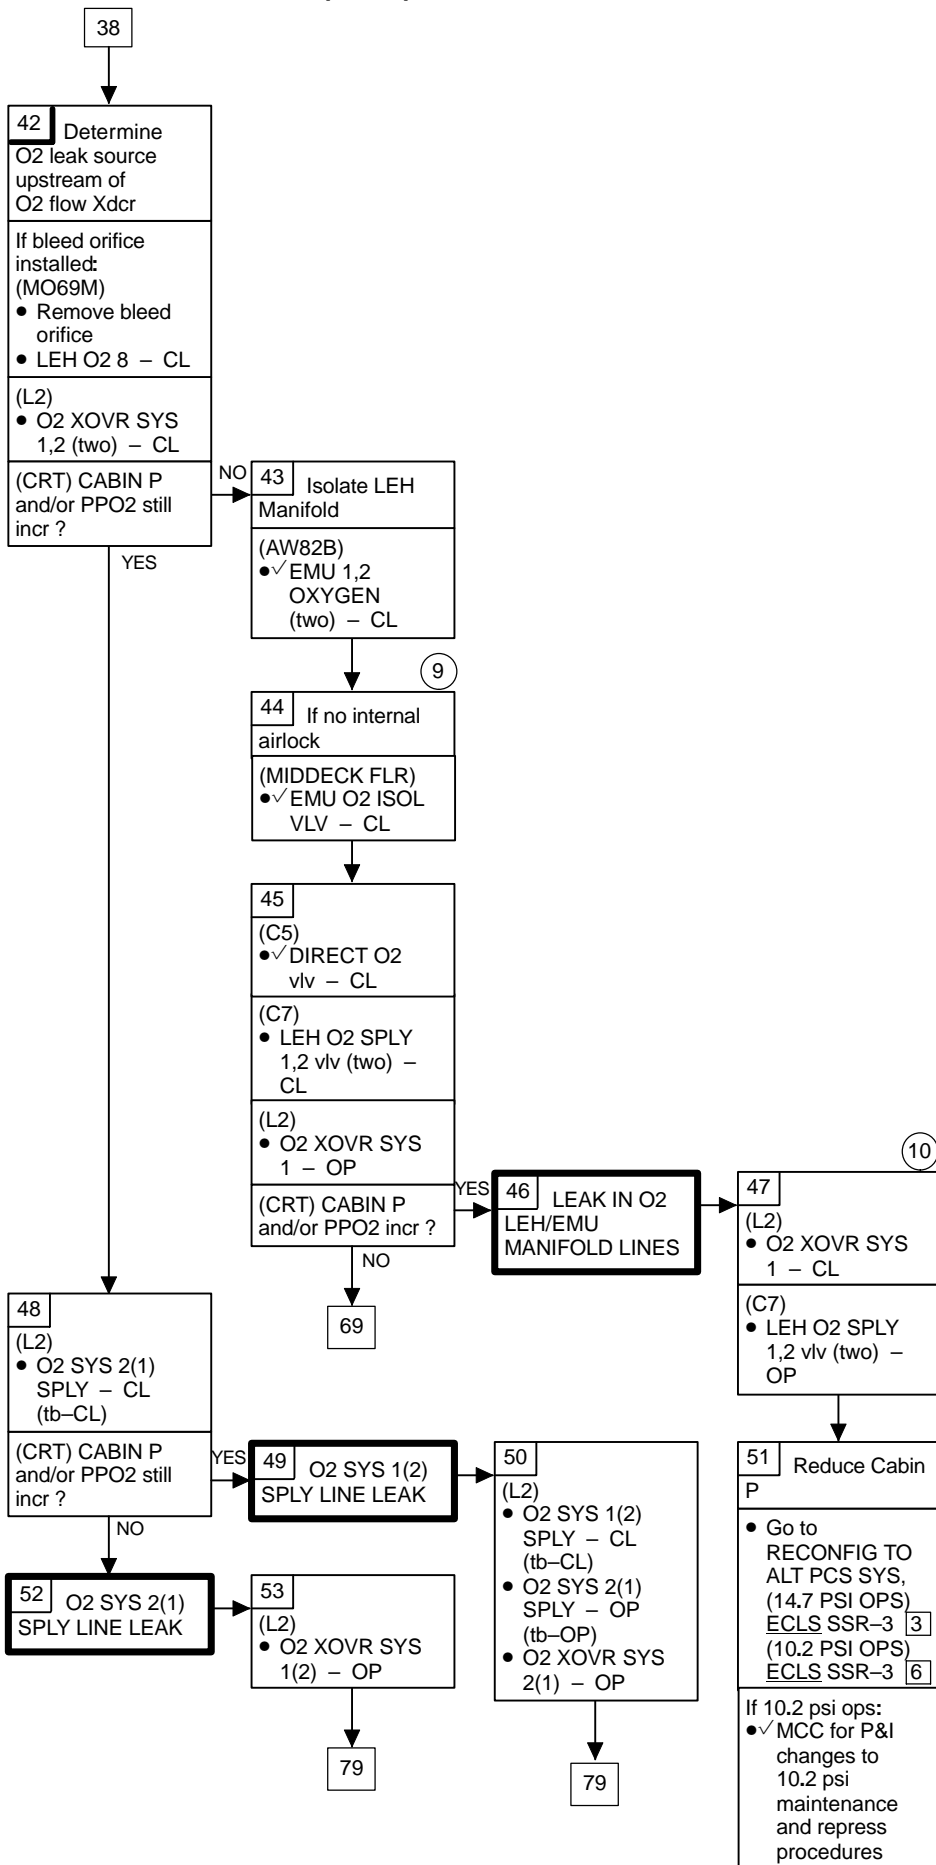 38
42 Determine
O2 leak source
upstream of
O2 flow Xdcr
If bleed orifice
installed:
(MO69M)
• Remove bleed
orifice
• LEH O2 8 – CL
(L2)
• O2 XOVR SYS
1,2 (two) – CL
(CRT) CABIN P
and/or PPO2 still
incr ?
NO
YES
43 Isolate LEH
Manifold
(AW82B)
•√ EMU 1,2
OXYGEN
(two) – CL
9
44 If no internal
airlock
(MIDDECK FLR)
•√ EMU O2 ISOL
VLV – CL
45
(C5)
•√ DIRECT O2
vlv – CL
(C7)
• LEH O2 SPLY
1,2 vlv (two) –
CL
(L2)
• O2 XOVR SYS
1 – OP
(CRT) CABIN P
and/or PPO2 incr ?
YES
NO
69
46 LEAK IN O2
LEH/EMU
MANIFOLD LINES
10
47
(L2)
• O2 XOVR SYS
1 – CL
(C7)
• LEH O2 SPLY
1,2 vlv (two) –
OP
48
(L2)
• O2 SYS 2(1)
SPLY – CL
(tb–CL)
(CRT) CABIN P
and/or PPO2 still
incr ?
YES
NO
49 O2 SYS 1(2)
SPLY LINE LEAK
50
(L2)
• O2 SYS 1(2)
SPLY – CL
(tb–CL)
• O2 SYS 2(1)
SPLY – OP
(tb–OP)
• O2 XOVR SYS
2(1) – OP
79
51 Reduce Cabin
P
• Go to
RECONFIG TO
ALT PCS SYS,
(14.7 PSI OPS)
ECLS SSR–3 3
(10.2 PSI OPS)
ECLS SSR–3 6
If 10.2 psi ops:
•√ MCC for P&I
changes to
10.2 psi
maintenance
and repress
procedures
52 O2 SYS 2(1)
SPLY LINE LEAK
53
(L2)
• O2 XOVR SYS
1(2) – OP
79